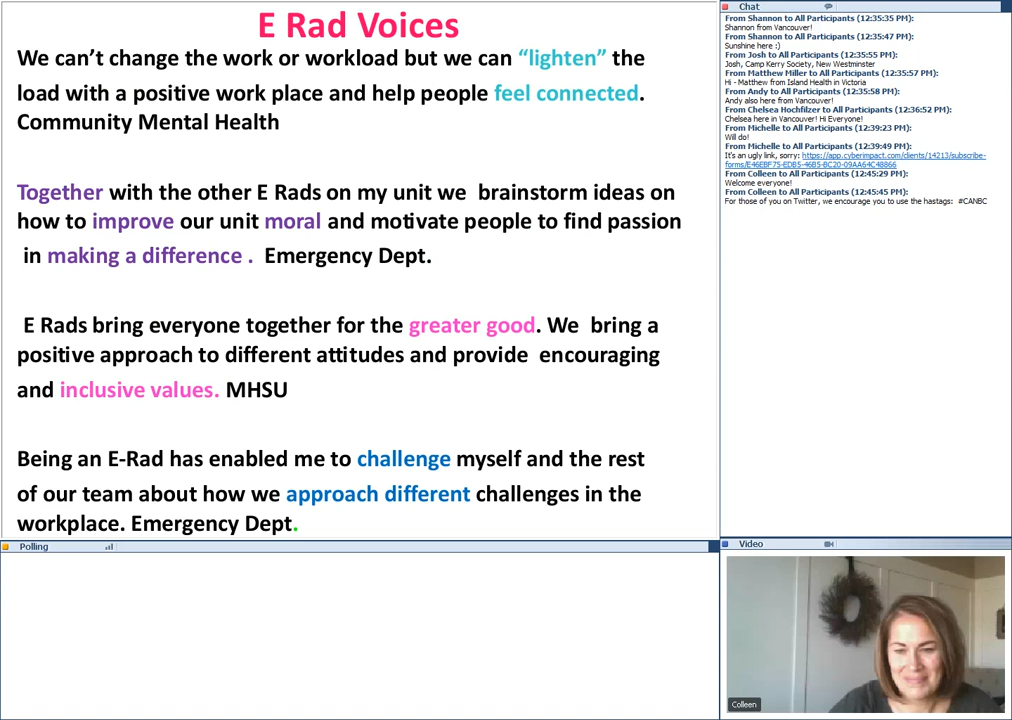 E Rad Voices
We can’t change the work or workload but we can “lighten” the
load with a positive work place and help people feel connected.
Community Mental Health
Together with the other E Rads on my unit we brainstorm ideas on
how to improve our unit moral and motivate people to find passion
in making a difference . Emergency Dept.
E Rads bring everyone together for the greater good. We bring a
positive approach to different attitudes and provide encouraging
and inclusive values. MHSU
Being an E-Rad has enabled me to challenge myself and the rest
of our team about how we approach different challenges in the
workplace. Emergency Dept.
Polling
Chat
From Shannon to All Participants (12:35:35 PM):
Shannon from Vancouver!
From Shannon to All Participants (12:35:47 PM):
Sunshine here :)
From Josh to All Participants (12:35:55 PM):
Josh, Camp Kerry Society, New Westminster
From Matthew Miller to All Participants (12:35:57 PM):
Hi - Matthew from Island Health in Victoria
From Andy to All Participants (12:35:58 PM):
Andy also here from Vancouver!
From Chelsea Hochfilzer to All Participants (12:36:52 PM):
Chelsea here in Vancouver! Hi Everyone!
From Michelle to All Participants (12:39:23 PM):
Will do!
From Michelle to All Participants (12:39:49 PM):
It's an ugly link, sorry: https://app.cyberimpact.com/clients/14213/subscribe-
forms/E46EBF75-EDB5-46B5-BC20-09AA64C48866
From Colleen to All Participants (12:45:29 PM):
Welcome everyone!
From Colleen to All Participants (12:45:45 PM):
For those of you on Twitter, we encourage you to use the hastags: #CANBC
Video
Colleen